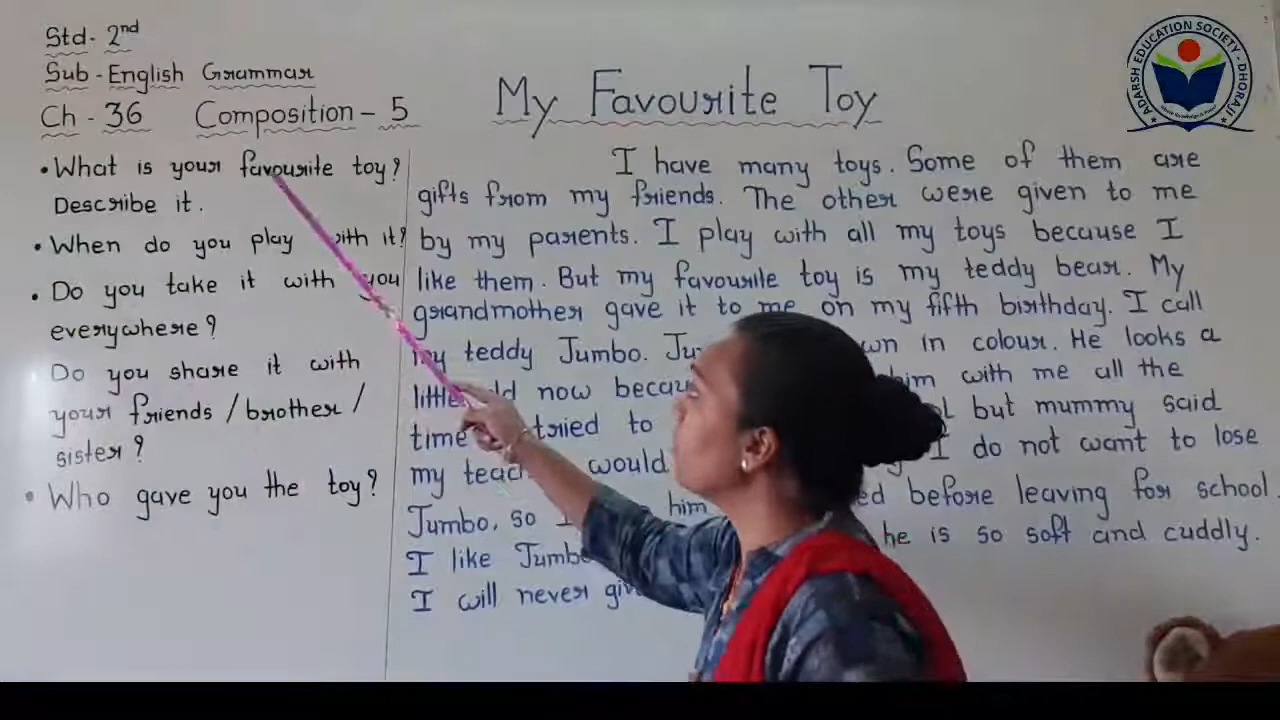 Std- 2nd
Sub - English Grammar
Ch - 36 Composition - 5
• What is your favourite toy?
Describe it.
• When do you play with it?
• Do you take it with you
everywhere?
Do you share it with
your friends / brother /
sister?
• Who gave you the toy?
My Favourite Toy
I have many toys. Some of them are
gifts from my friends. The other were given to me
by my parents. I play with all my toys because I
like them. But my favourite toy is my teddy bear. My
grandmother gave it to me on my fifth birthday. I call
my teddy Jumbo. in colour. He looks a
little now him with me all the
time tried to but mummy said
my would I do not want to lose
Jumbo, so I him before leaving for school.
I like Jumbo he is so soft and cuddly.
I will never
ADARSH EDUCATION SOCIETY - DHORAJI